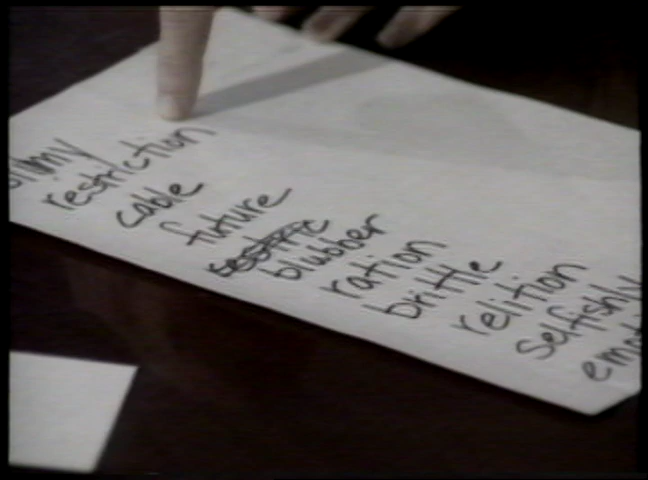 restriction
cable
future
blubber
ration
brittle
relition
selfishly